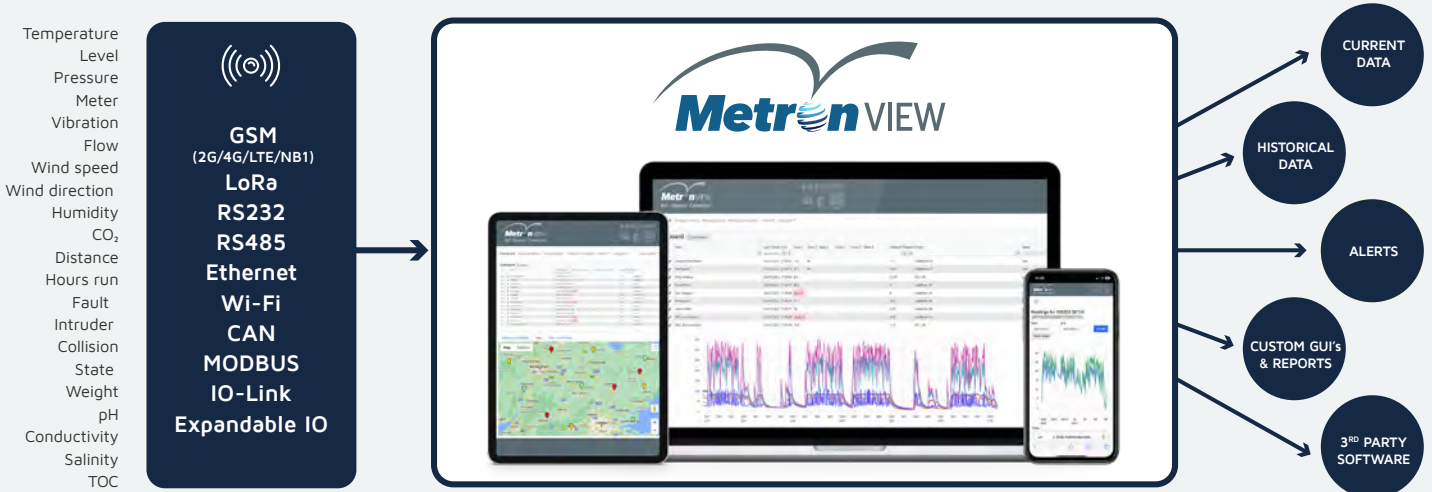 Temperature
Level
Pressure
Meter
Vibration
Flow
Wind speed
Wind direction
Humidity
CO₂
Distance
Hours run
Fault
Intruder
Collision
State
Weight
pH
Conductivity
Salinity
TOC
GSM
(2G/4G/LTE/NB1)
LoRa
RS232
RS485
Ethernet
Wi-Fi
CAN
MODBUS
IO-Link
Expandable IO
Metron VIEW
CURRENT
DATA
HISTORICAL
DATA
ALERTS
CUSTOM GUI's
& REPORTS
3RD PARTY
SOFTWARE